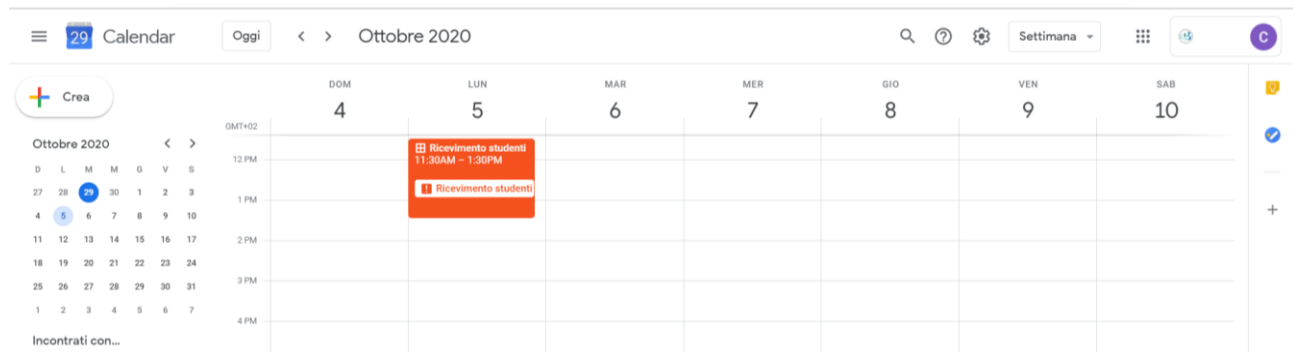 29 Calendar Oggi Ottobre 2020 Settimana C
Crea
DOM LUN MAR MER GIO VEN SAB
4 5 6 7 8 9 10
GMT+02
Ottobre 2020
D L M M G V S
27 28 29 30 1 2 3
4 5 6 7 8 9 10
11 12 13 14 15 16 17
18 19 20 21 22 23 24
25 26 27 28 29 30 31
1 2 3 4 5 6 7
Incontrati con...
12 PM
1 PM
2 PM
3 PM
4 PM
Ricevimento studenti
11:30AM – 1:30PM
Ricevimento studenti